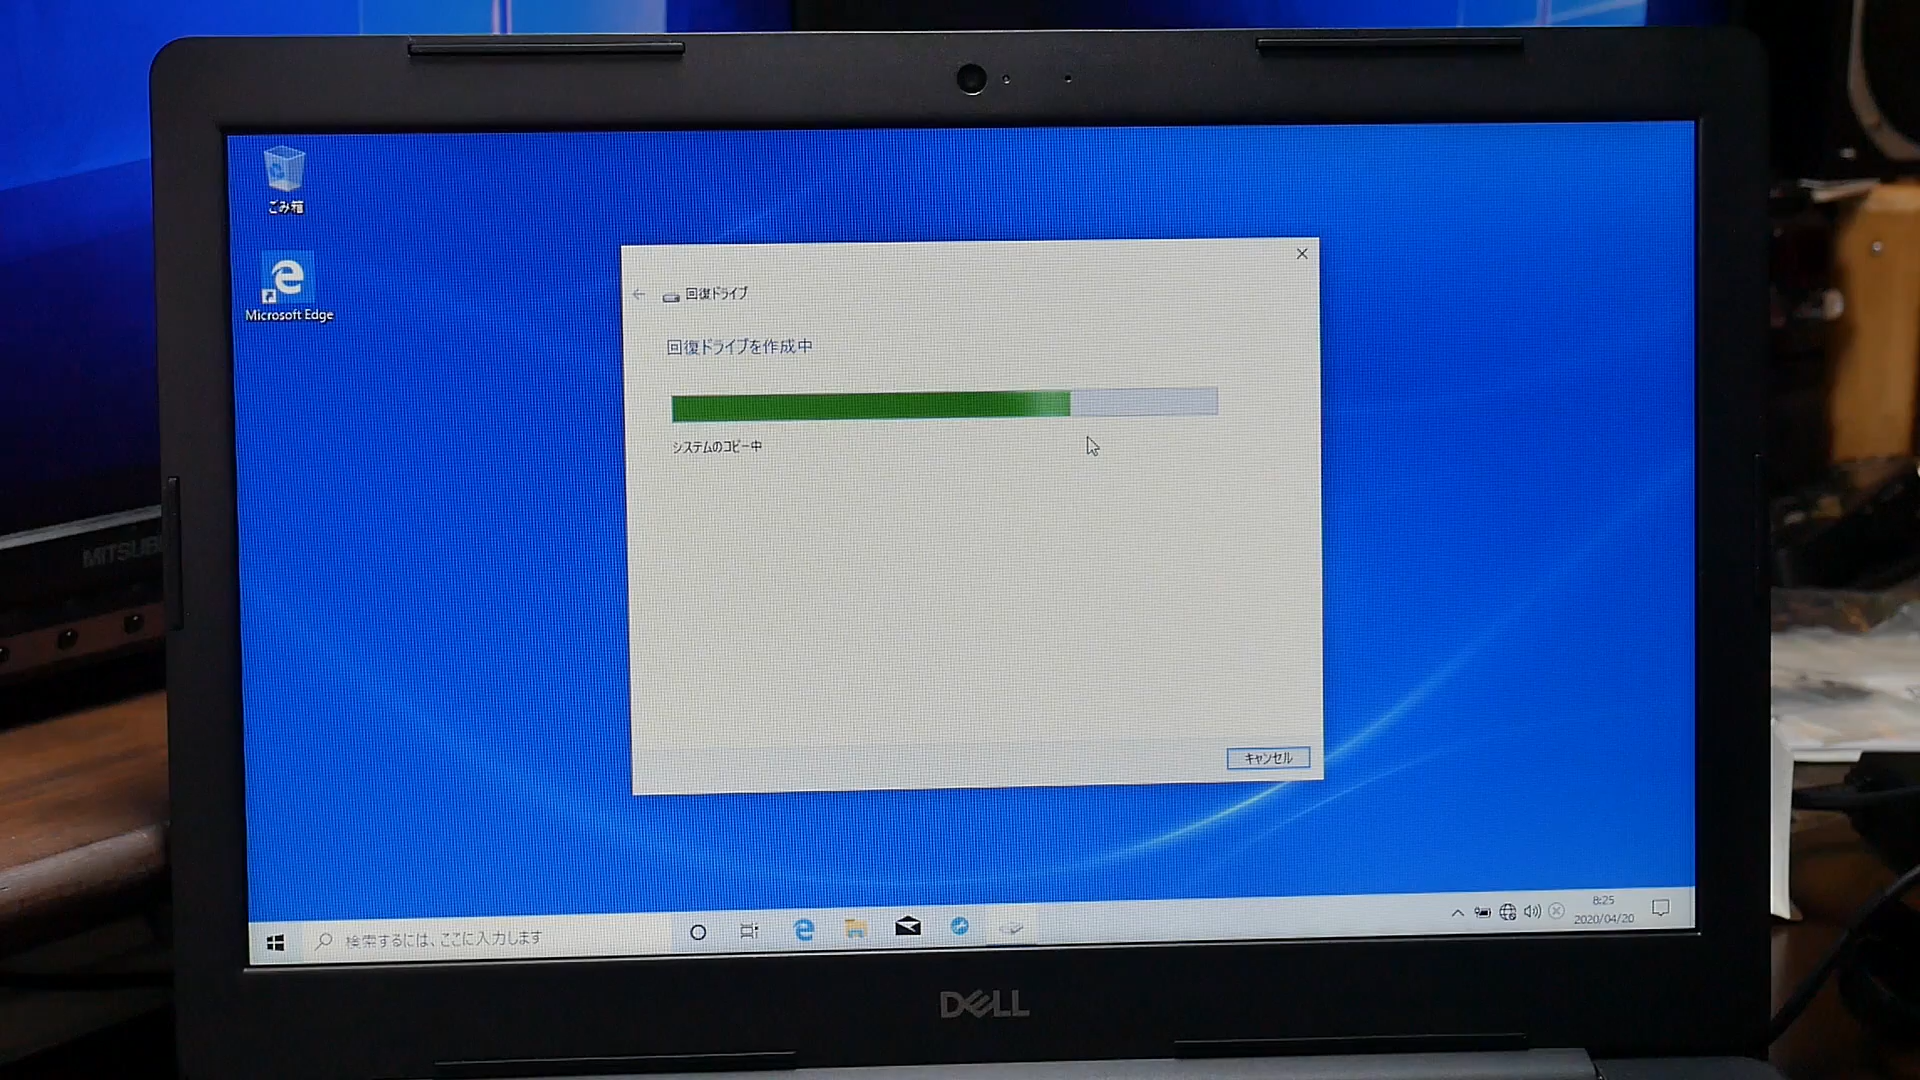 ごみ箱
Microsoft Edge
回復ドライブ
回復ドライブを作成中
システムのコピー中
キャンセル
検索するには、ここに入力します
8:25
2020/04/20
DELL